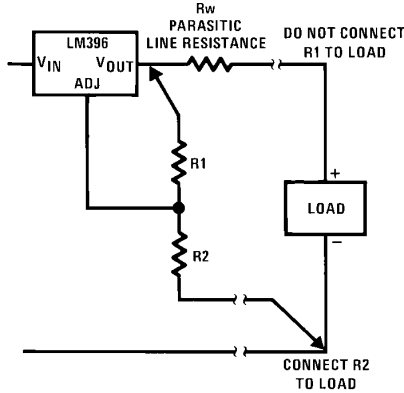 Rw
PARASITIC
LINE RESISTANCE
DO NOT CONNECT
R1 TO LOAD
LM396
VIN
VOUT
ADJ
R1
+
LOAD
−
R2
CONNECT R2
TO LOAD